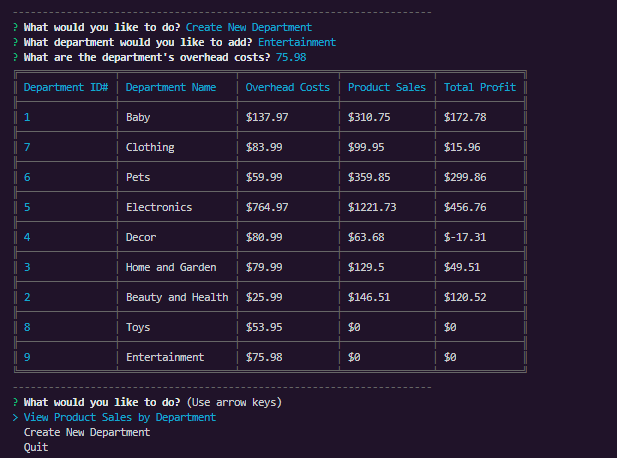 ? What would you like to do? Create New Department
? What department would you like to add? Entertainment
? What are the department's overhead costs? 75.98
Department ID# Department Name Overhead Costs Product Sales Total Profit
1 Baby $137.97 $310.75 $172.78
7 Clothing $83.99 $99.95 $15.96
6 Pets $59.99 $359.85 $299.86
5 Electronics $764.97 $1221.73 $456.76
4 Decor $80.99 $63.68 $-17.31
3 Home and Garden $79.99 $129.5 $49.51
2 Beauty and Health $25.99 $146.51 $120.52
8 Toys $53.95 $0 $0
9 Entertainment $75.98 $0 $0
? What would you like to do? (Use arrow keys)
> View Product Sales by Department
Create New Department
Quit